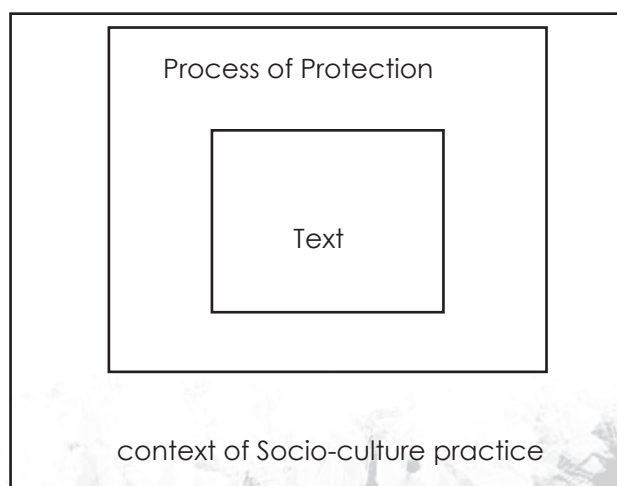 Process of Protection
Text
context of Socio-culture practice